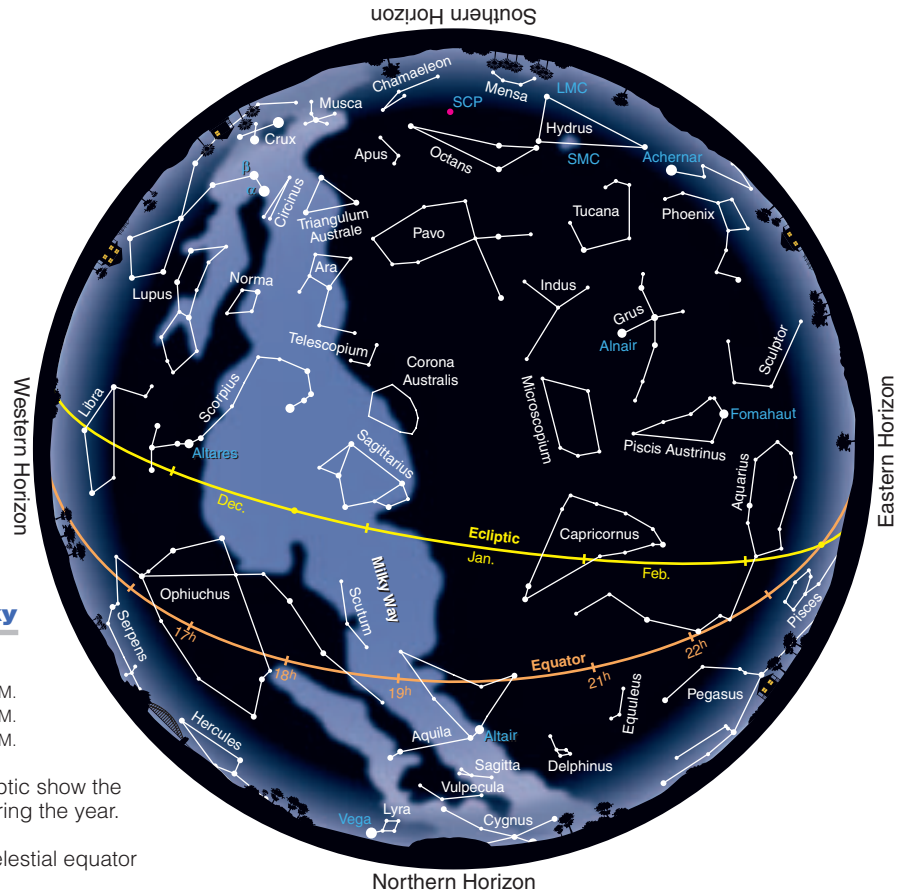 Southern Horizon
Chamaeleon
Mensa
LMC
SCP
Musca
Hydrus
Crux
Apus
Octans
SMC
Achernar
β
α
Circinus
Triangulum
Australe
Pavo
Tucana
Phoenix
Ara
Norma
Lupus
Indus
Grus
Alnair
Telescopium
Corona
Australis
Sculptor
Western Horizon
Eastern Horizon
Libra
Scorpius
Microscopium
Fomahaut
Piscis Austrinus
Altares
Sagittarius
Aquarius
Dec.
Ecliptic
Jan.
Capricornus
Feb.
Milky Way
Ophiuchus
Scutum
Pisces
Serpens
17h
18h
19h
Equator
21h
22h
ky
M.
M.
M.
Pegasus
Equuleus
Hercules
Aquila
Altair
Delphinus
Sagitta
Vulpecula
ptic show the
ring the year.
Vega
Lyra
Cygnus
elestial equator
Northern Horizon